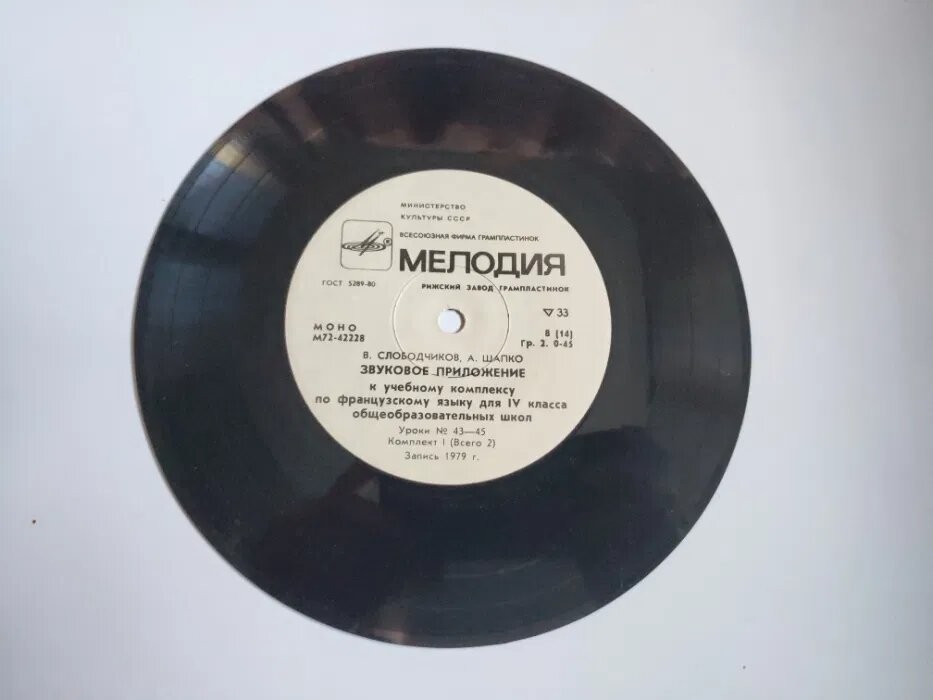 МИНИСТЕРСТВО
КУЛЬТУРЫ СССР
ВСЕСОЮЗНАЯ ФИРМА ГРАМПЛАСТИНОК
® МЕЛОДИЯ
ГОСТ 5289-80
РИЖСКИЙ ЗАВОД ГРАМПЛАСТИНОК
▽ 33
МОНО
М72-42228
8 (14)
Гр. 2. 0-45
В. СЛОБОДЧИКОВ, А. ШАПКО
ЗВУКОВОЕ ПРИЛОЖЕНИЕ
к учебному комплексу
по французскому языку для IV класса
общеобразовательных школ
Уроки № 43—45
Комплект I (Всего 2)
Запись 1979 г.